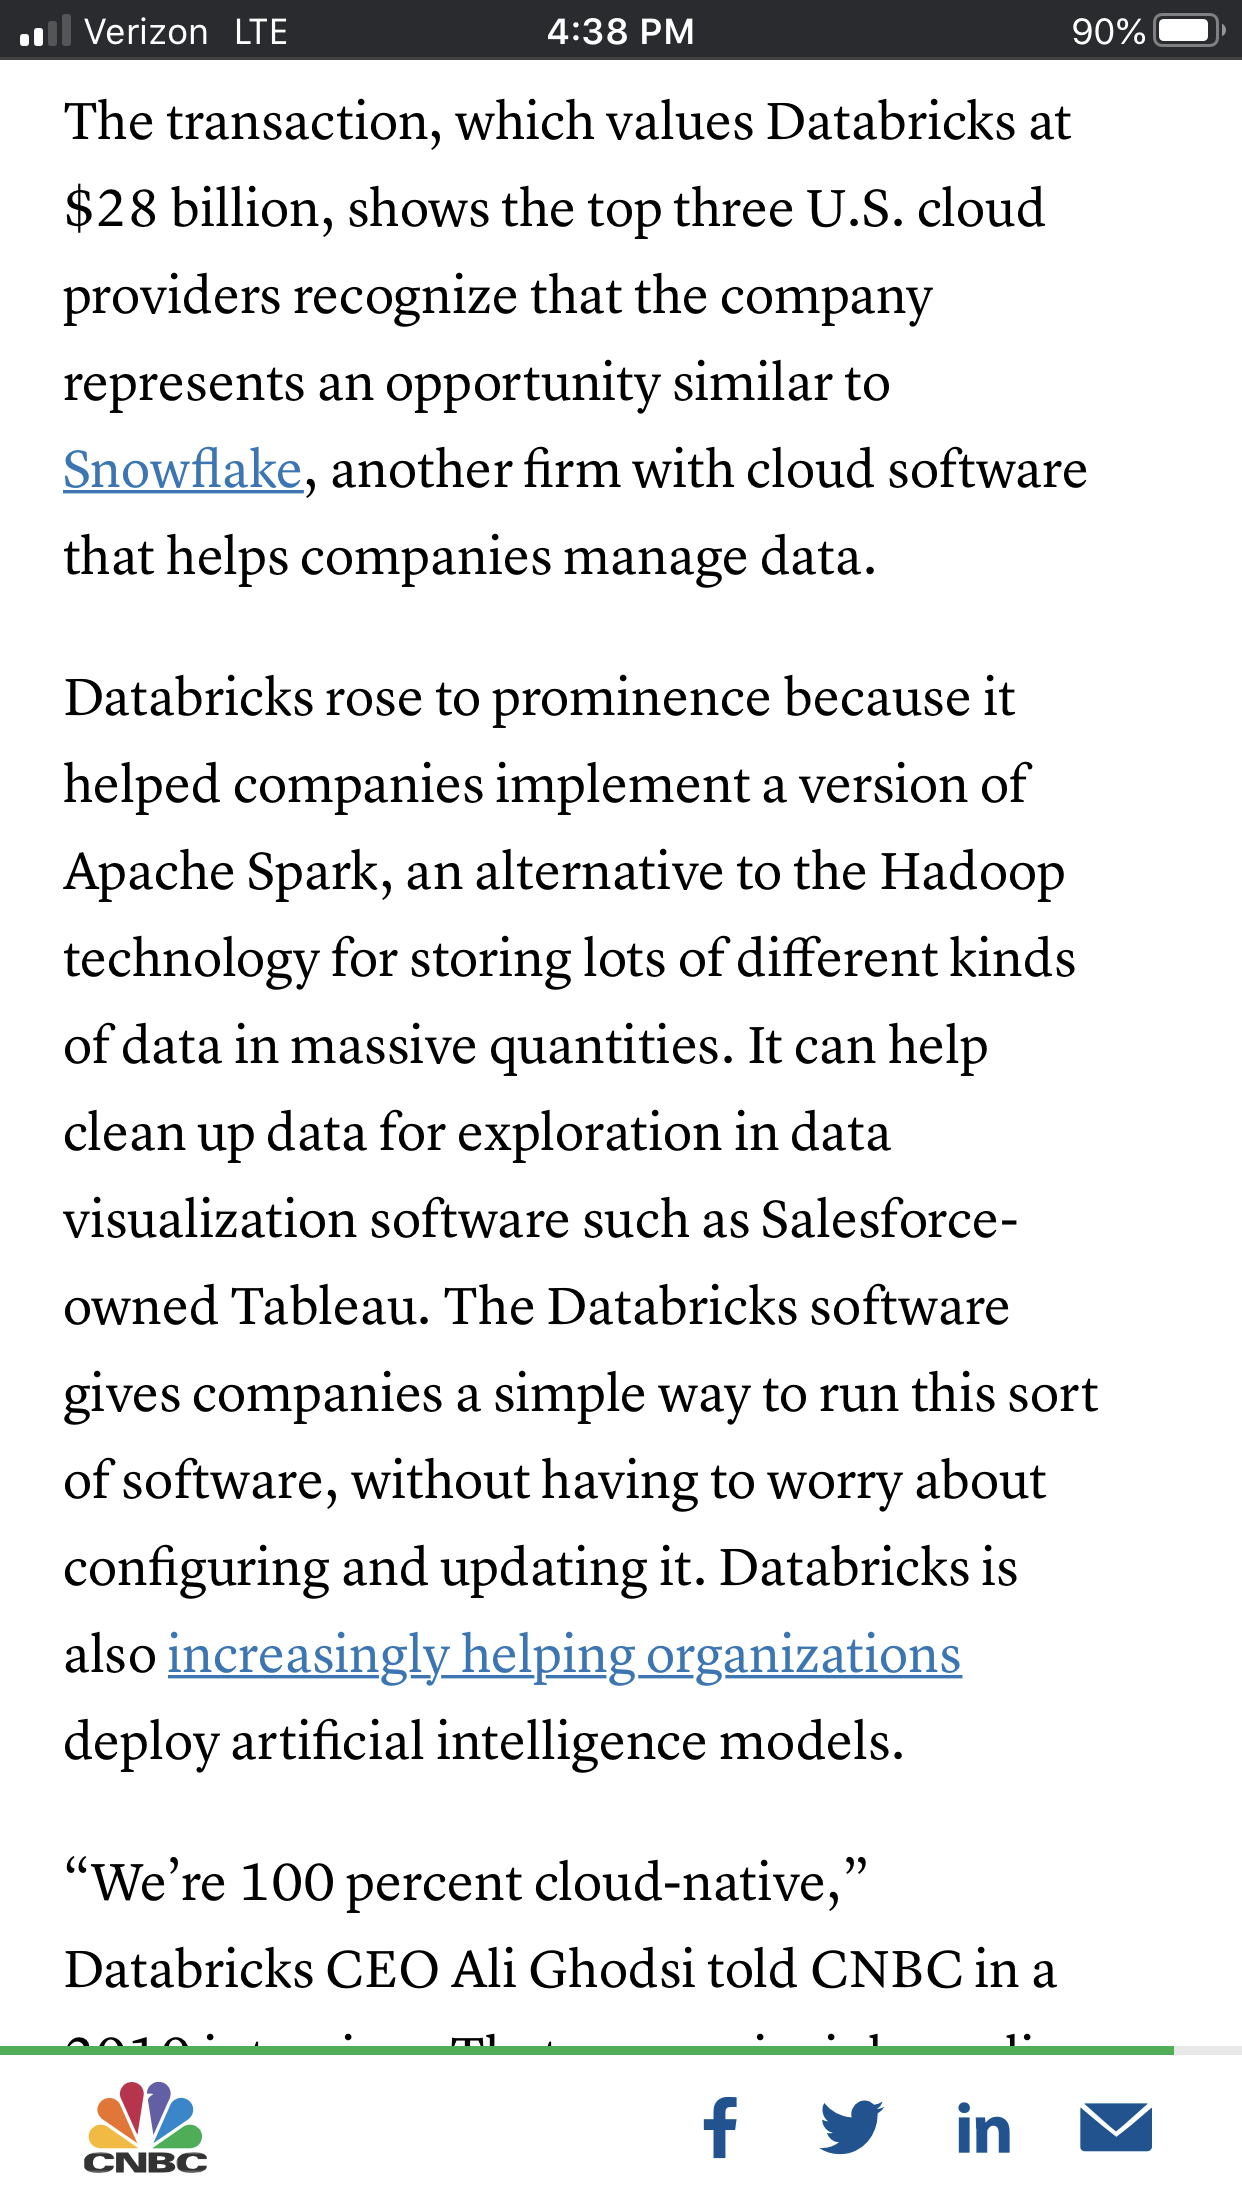 Verizon LTE 4:38 PM 90%
The transaction, which values Databricks at
$28 billion, shows the top three U.S. cloud
providers recognize that the company
represents an opportunity similar to
Snowflake, another firm with cloud software
that helps companies manage data.
Databricks rose to prominence because it
helped companies implement a version of
Apache Spark, an alternative to the Hadoop
technology for storing lots of different kinds
of data in massive quantities. It can help
clean up data for exploration in data
visualization software such as Salesforce-
owned Tableau. The Databricks software
gives companies a simple way to run this sort
of software, without having to worry about
configuring and updating it. Databricks is
also increasingly helping organizations
deploy artificial intelligence models.
“We’re 100 percent cloud-native,”
Databricks CEO Ali Ghodsi told CNBC in a
CNBC